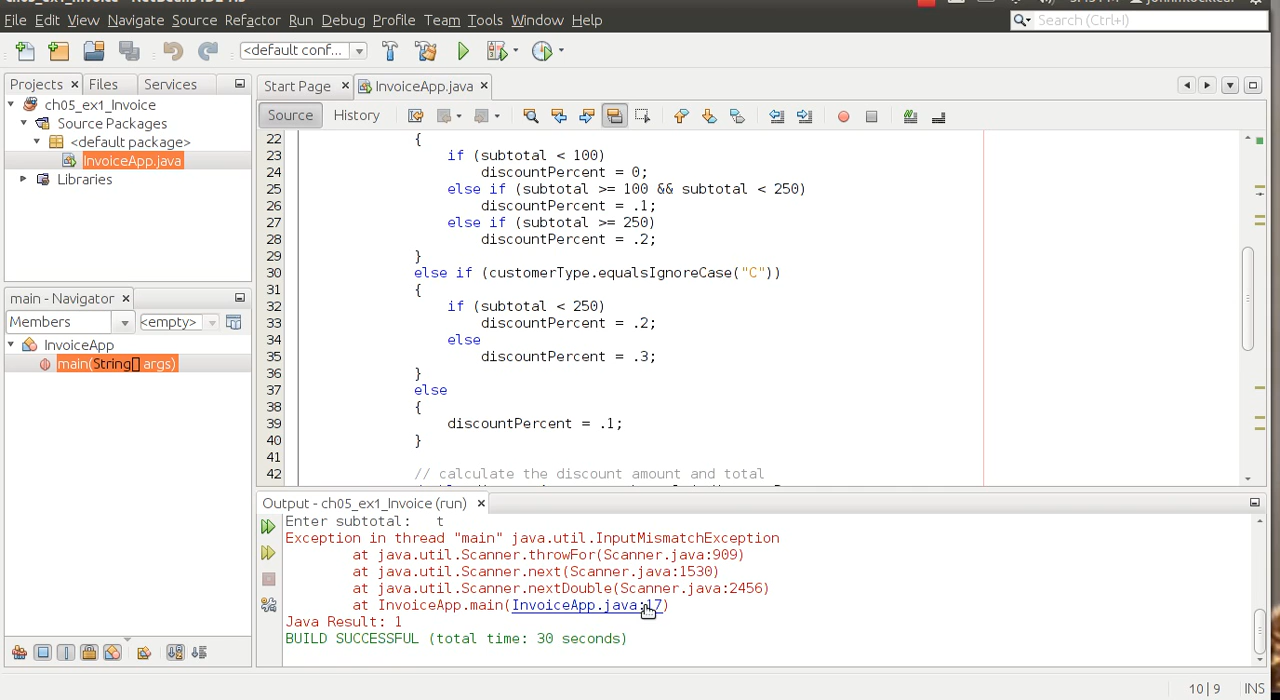 File Edit View Navigate Source Refactor Run Debug Profile Team Tools Window Help
Search (Ctrl+I)
<default conf...
Projects Files Services
Start Page InvoiceApp.java
ch05_ex1_Invoice
Source Packages
<default package>
InvoiceApp.java
Libraries
Source History
22 {
23 if (subtotal < 100)
24 discountPercent = 0;
25 else if (subtotal >= 100 && subtotal < 250)
26 discountPercent = .1;
27 else if (subtotal >= 250)
28 discountPercent = .2;
29 }
30 else if (customerType.equalsIgnoreCase("C"))
31 {
32 if (subtotal < 250)
33 discountPercent = .2;
34 else
35 discountPercent = .3;
36 }
37 else
38 {
39 discountPercent = .1;
40 }
41
42 // calculate the discount amount and total
main - Navigator
Members <empty>
InvoiceApp
main(String[] args)
Output - ch05_ex1_Invoice (run)
Enter subtotal: t
Exception in thread "main" java.util.InputMismatchException
at java.util.Scanner.throwFor(Scanner.java:909)
at java.util.Scanner.next(Scanner.java:1530)
at java.util.Scanner.nextDouble(Scanner.java:2456)
at InvoiceApp.main(InvoiceApp.java:17)
Java Result: 1
BUILD SUCCESSFUL (total time: 30 seconds)
10|9 INS